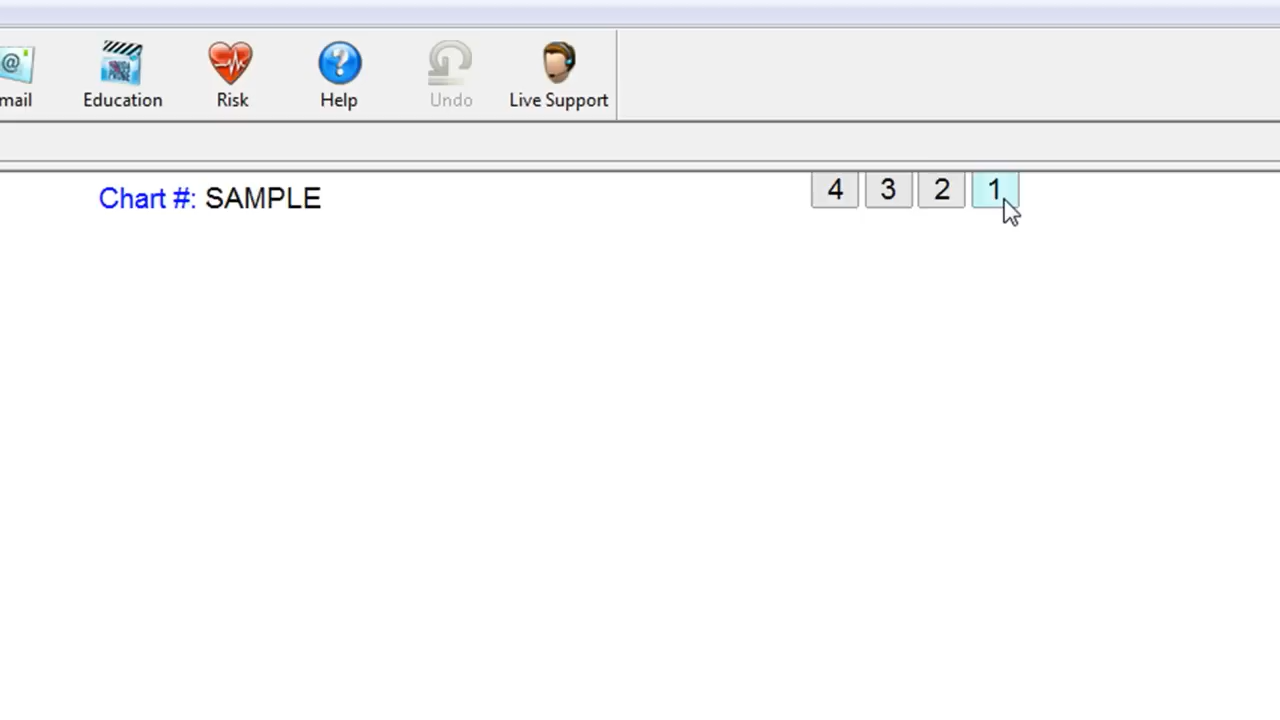 mail Education Risk Help Undo Live Support
Chart #: SAMPLE 4 3 2 1